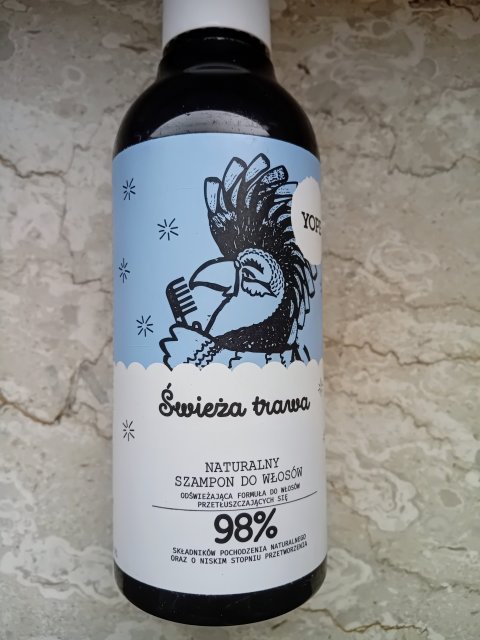 Świeża trawa
NATURALNY
SZAMPON DO WŁOSÓW
ODŚWIEŻAJĄCA FORMUŁA DO WŁOSÓW
PRZETŁUSZCZAJĄCYCH SIĘ
98%
SKŁADNIKÓW POCHODZENIA NATURALNEGO
ORAZ O NISKIM STOPNIU PRZETWORZENIA